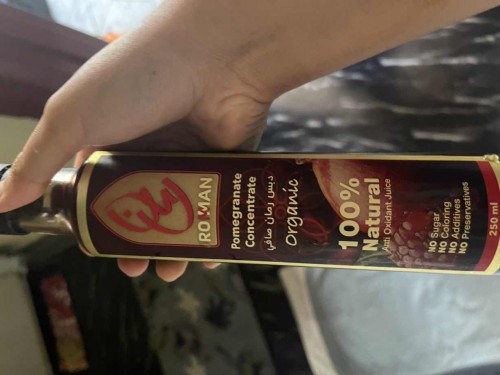 رمان
ROMAN
Pomegranate
Concentrate
دبس رمان صافي
Organic
100%
Natural
Anti Oxidant Juice
NO Sugar
NO Coloring
NO Additives
NO Preservatives
250 ml